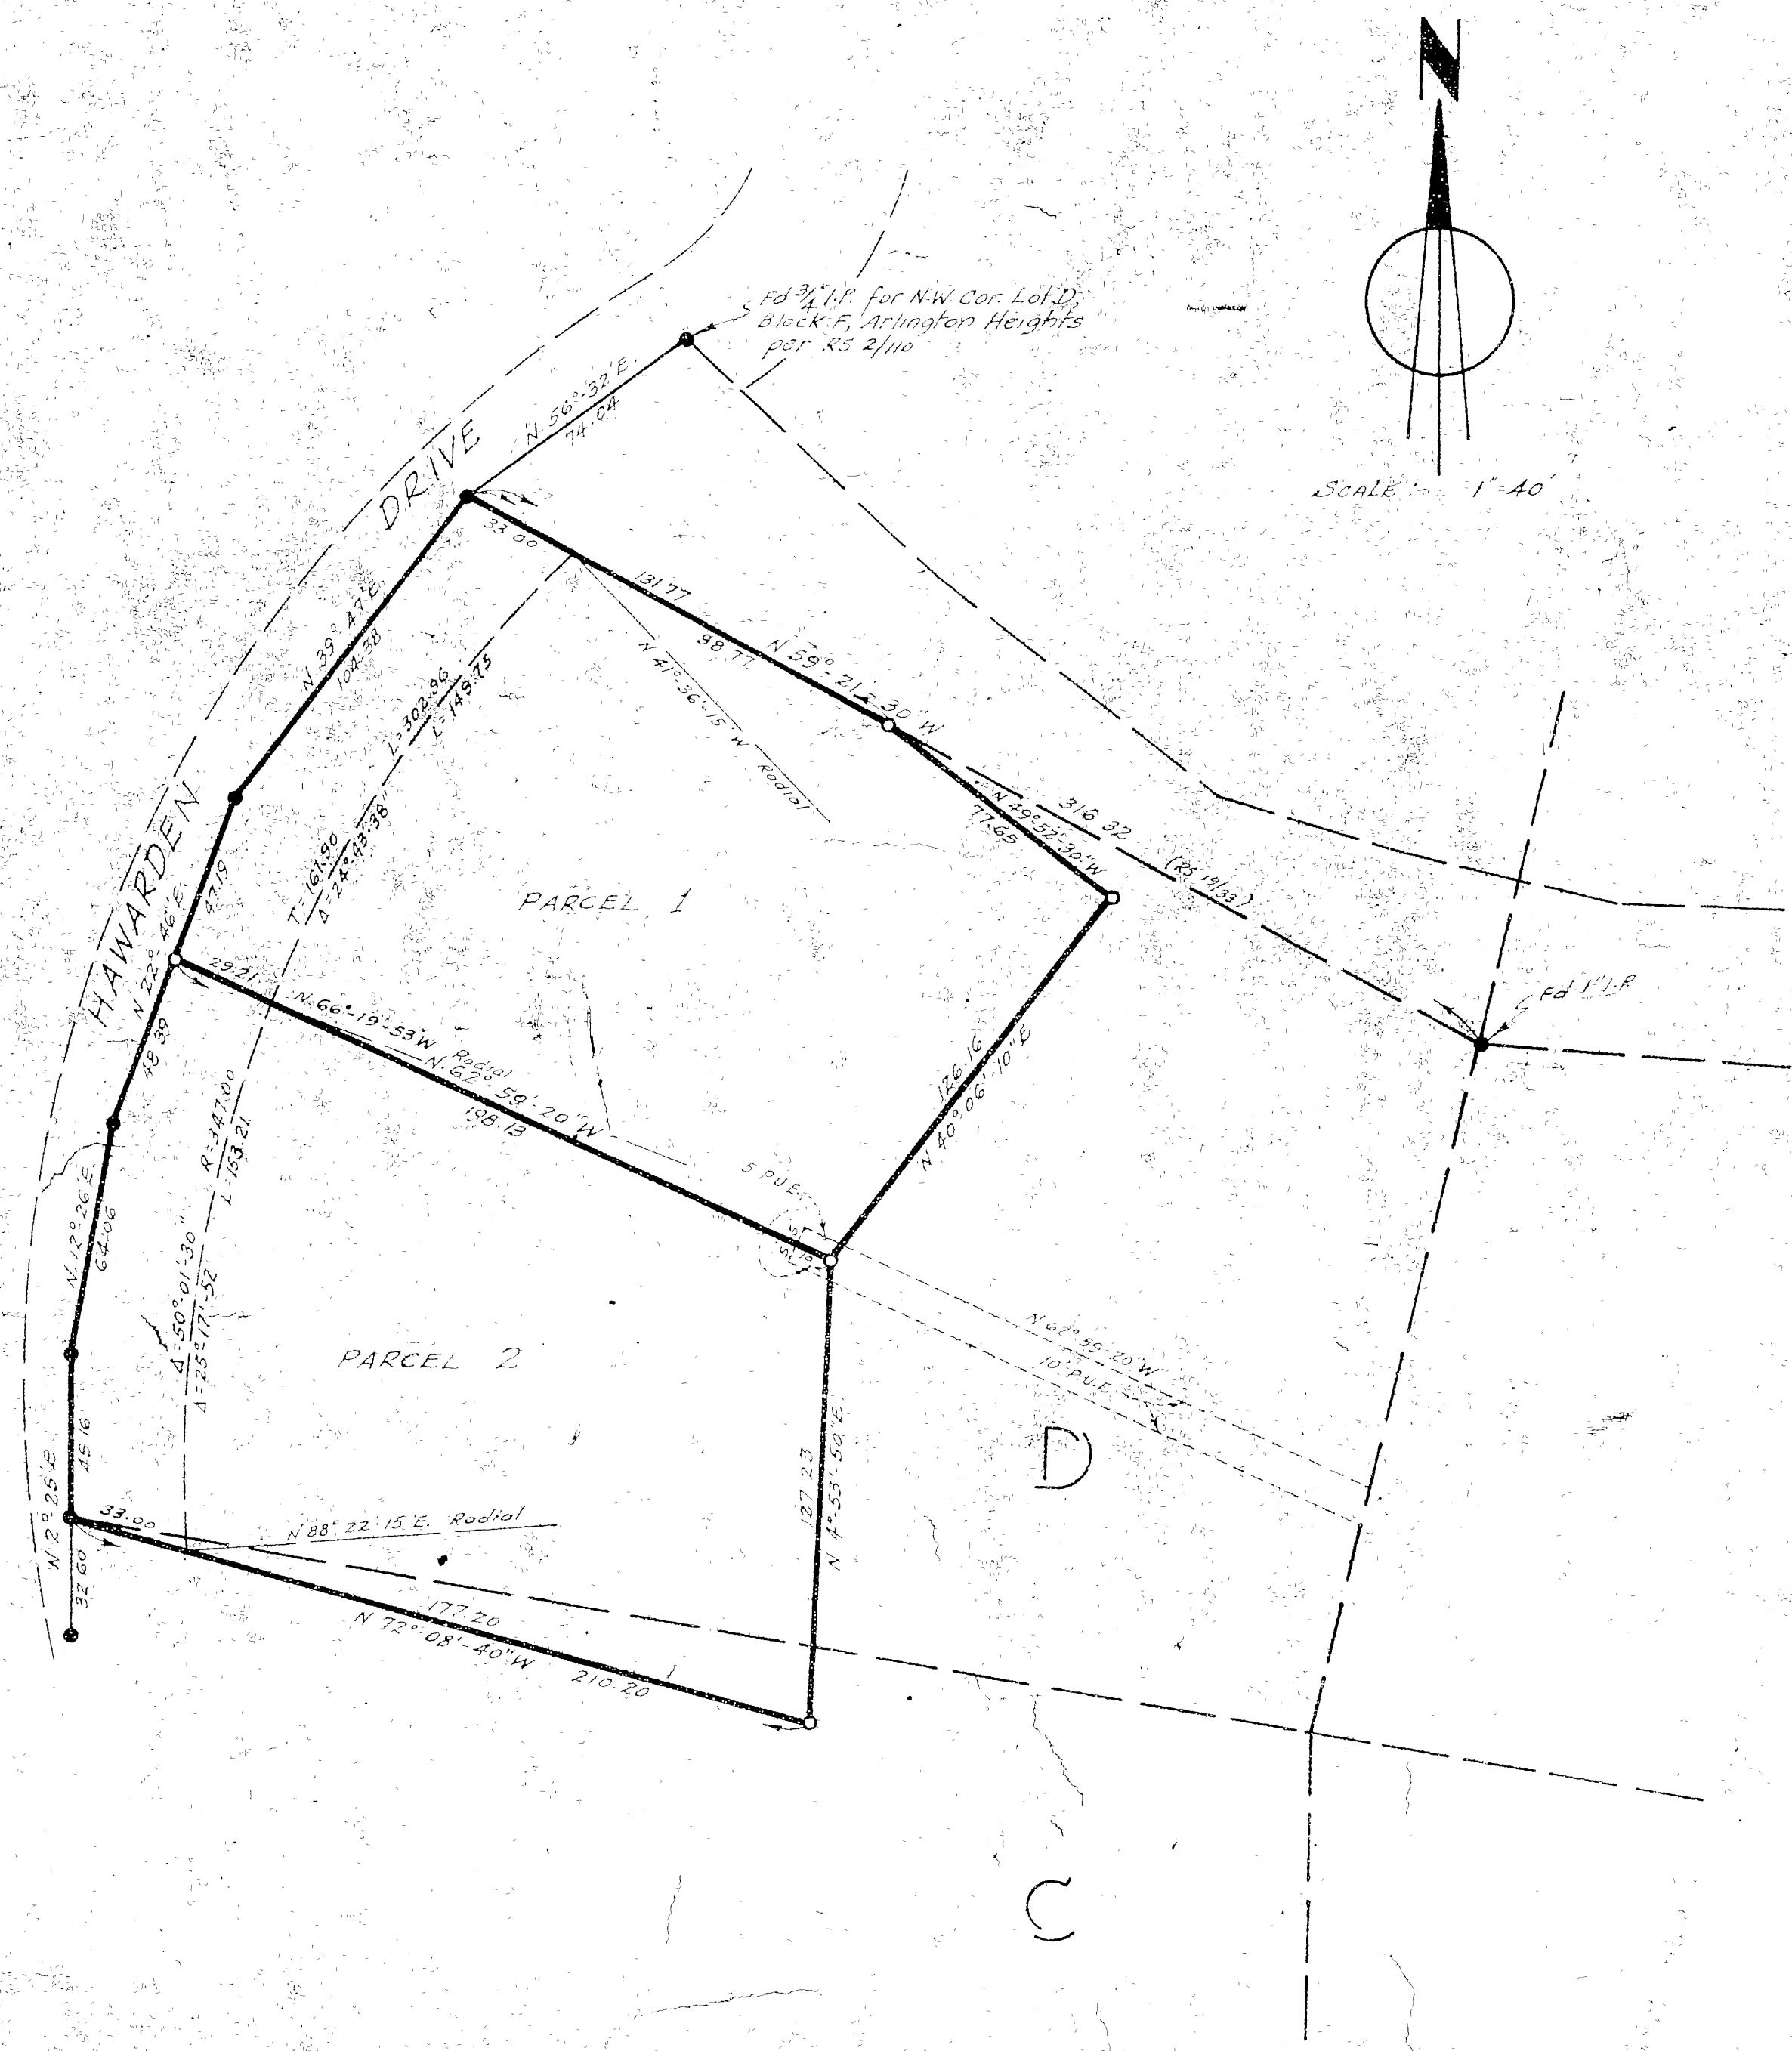 N
SCALE:- 1"=40'
Fd 3/4" I.P. for N.W. Cor. Lot D,
Block F, Arlington Heights
per RS 2/110
N. 56°-32' E.
74.04
HAWARDEN DRIVE
33.00
131.77
98.77
N 59°-21'-30" W
N 41°-36'-15" W Radial
N. 39° 47' E.
104.38
L=302.96
L=149.75
T=161.90
Δ=24°-43'-38"
316.32
(RS 19/33)
N 49°-52'-30" W
77.65
PARCEL 1
47.19
N 22° 46' E.
48.39
29.21
N. 66°-19'-53" W Radial
N. 62°-59'-20" W
198.13
126.16
N 40°-06'-10" E
Fd 1" I.P.
R=347.00
L=153.21
5' P.U.E.
N. 12° 26' E.
64.06
Δ=50°-01'-30"
Δ=25°-17'-52"
PARCEL 2
N 62° 59'-20" W
10' P.U.E.
D
127.23
N 4°-53'-50" E.
N 2° 25' E.
45.16
33.00
N 88° 22'-15" E. Radial
32.60
177.20
N 72°-08'-40" W
210.20
C